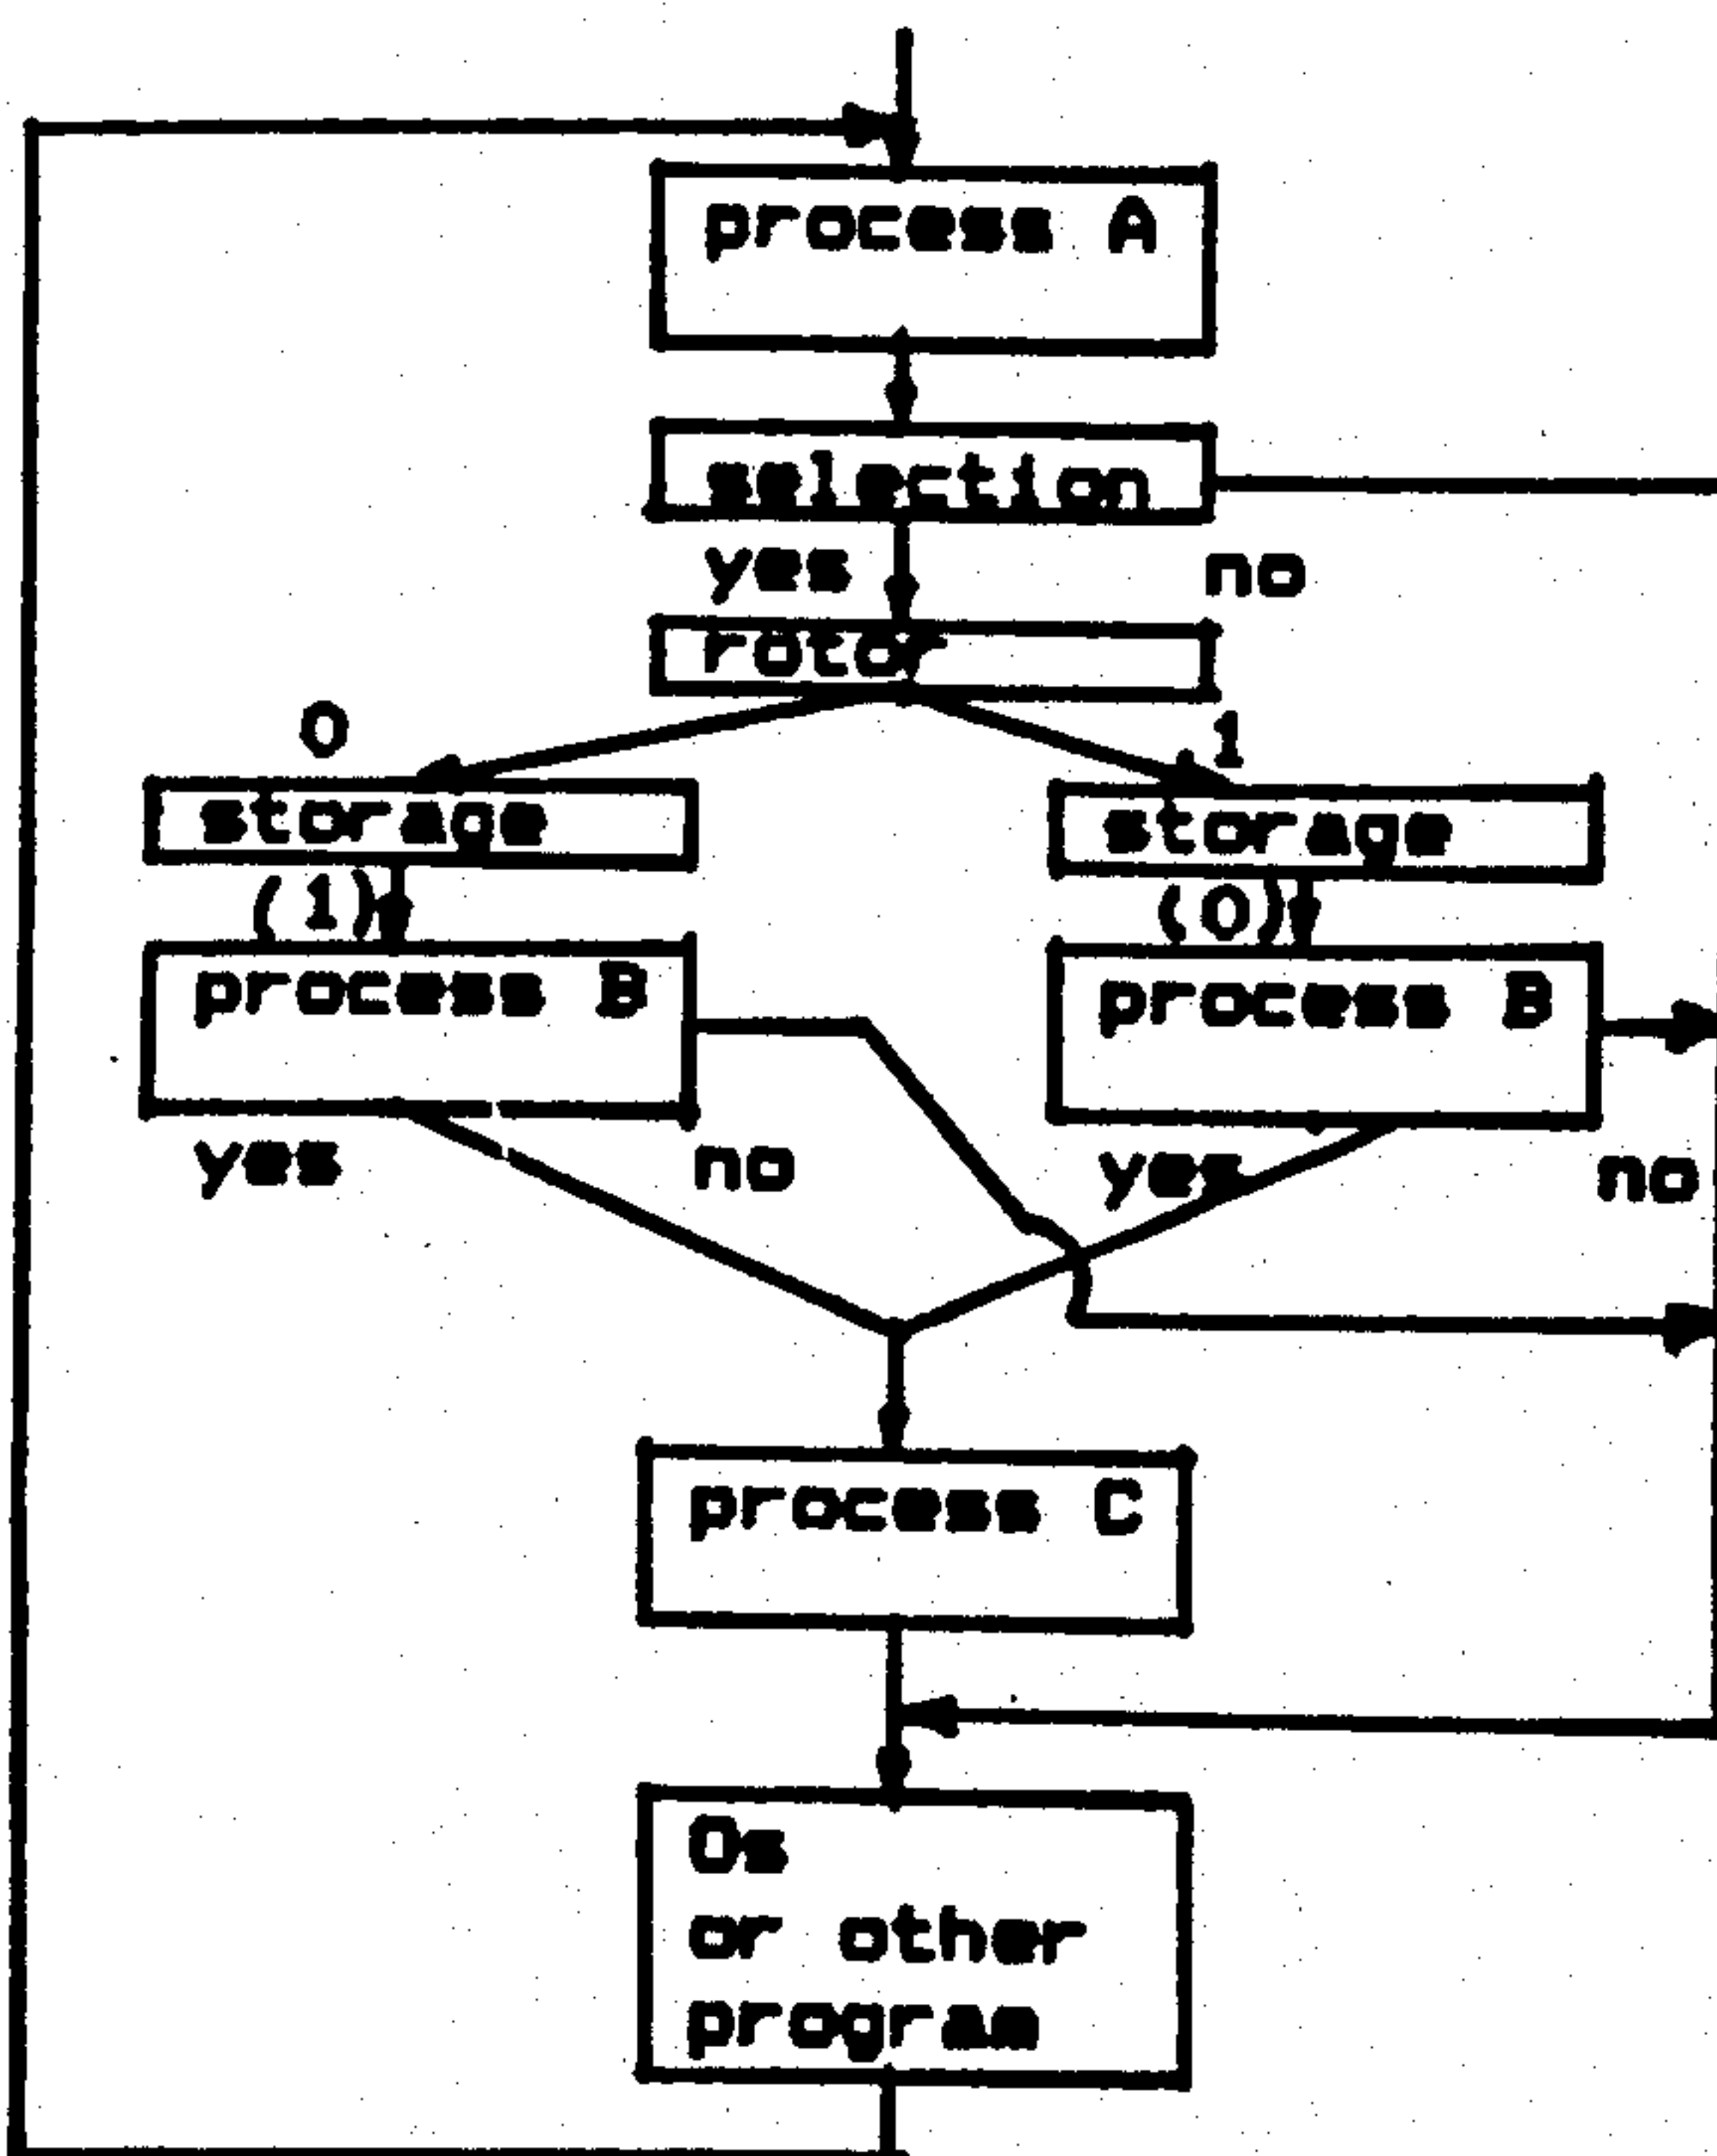 process A
selection
yes no
rotor
0 1
storage storage
(1) (0)
process B process B
yes no yes no
process C
Os
or other
program